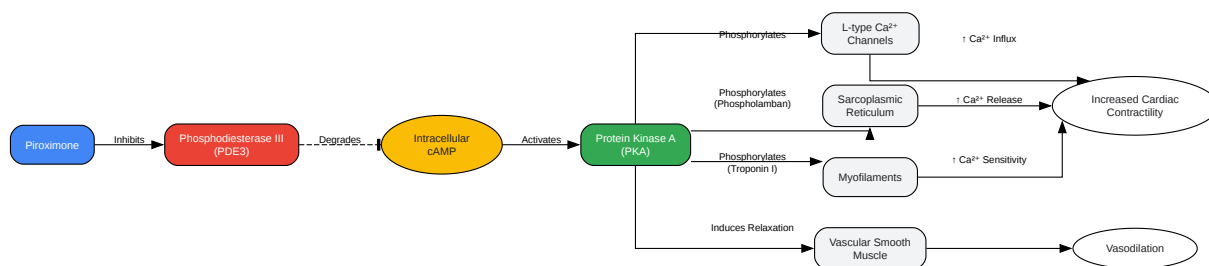 Piroximone
Inhibits
Phosphodiesterase III
(PDE3)
Degrades
Intracellular
cAMP
Activates
Protein Kinase A
(PKA)
Phosphorylates
L-type Ca²⁺
Channels
↑ Ca²⁺ Influx
Phosphorylates
(Phospholamban)
Sarcoplasmic
Reticulum
↑ Ca²⁺ Release
Increased Cardiac
Contractility
Phosphorylates
(Troponin I)
Myofilaments
↑ Ca²⁺ Sensitivity
Induces Relaxation
Vascular Smooth
Muscle
Vasodilation